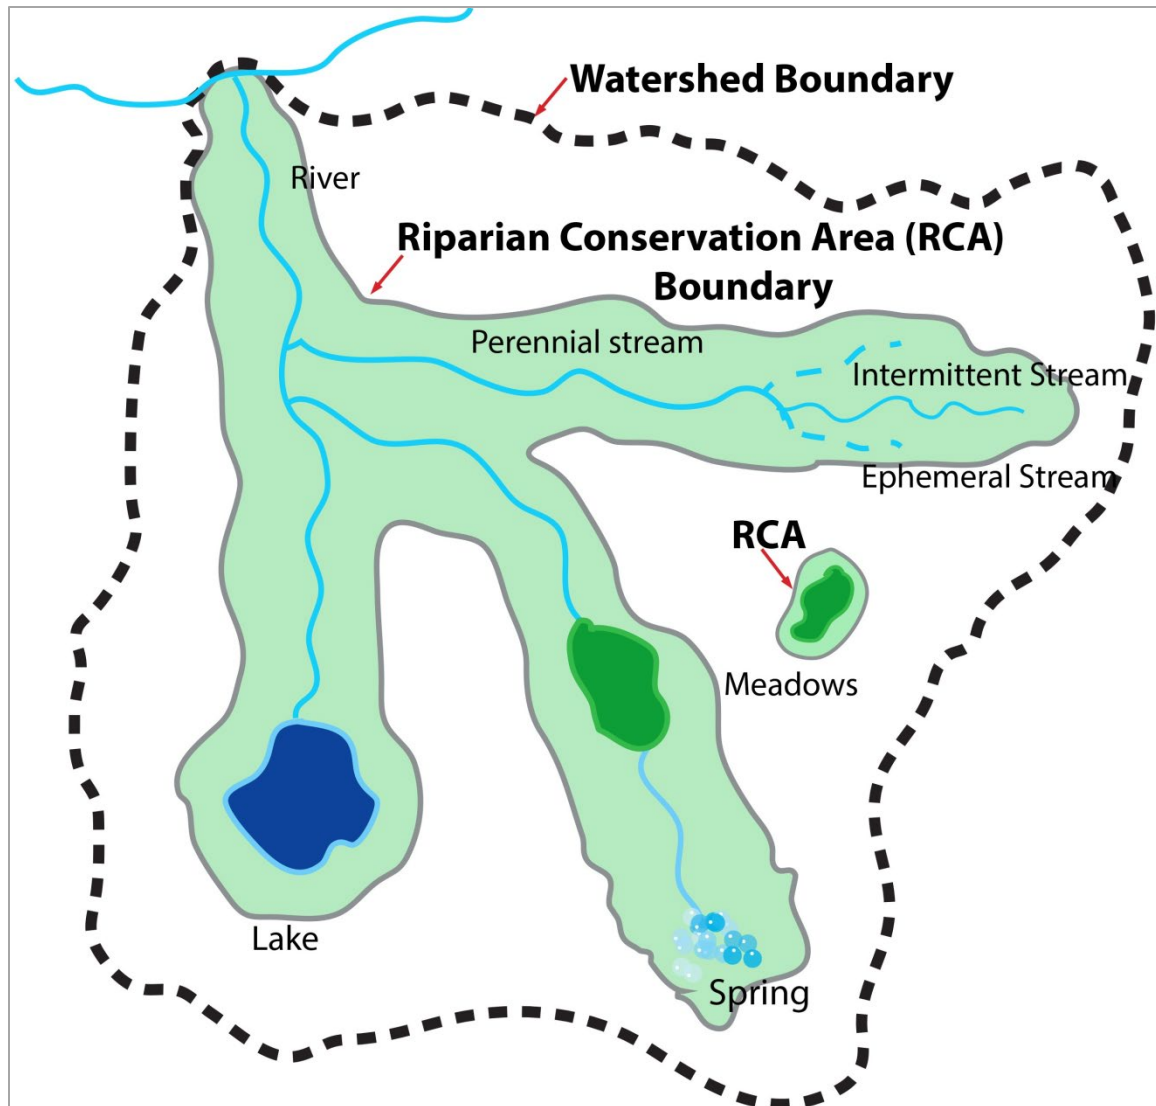 Watershed Boundary
River
Riparian Conservation Area (RCA)
Boundary
Perennial stream
Intermittent Stream
Ephemeral Stream
RCA
Meadows
Lake
Spring